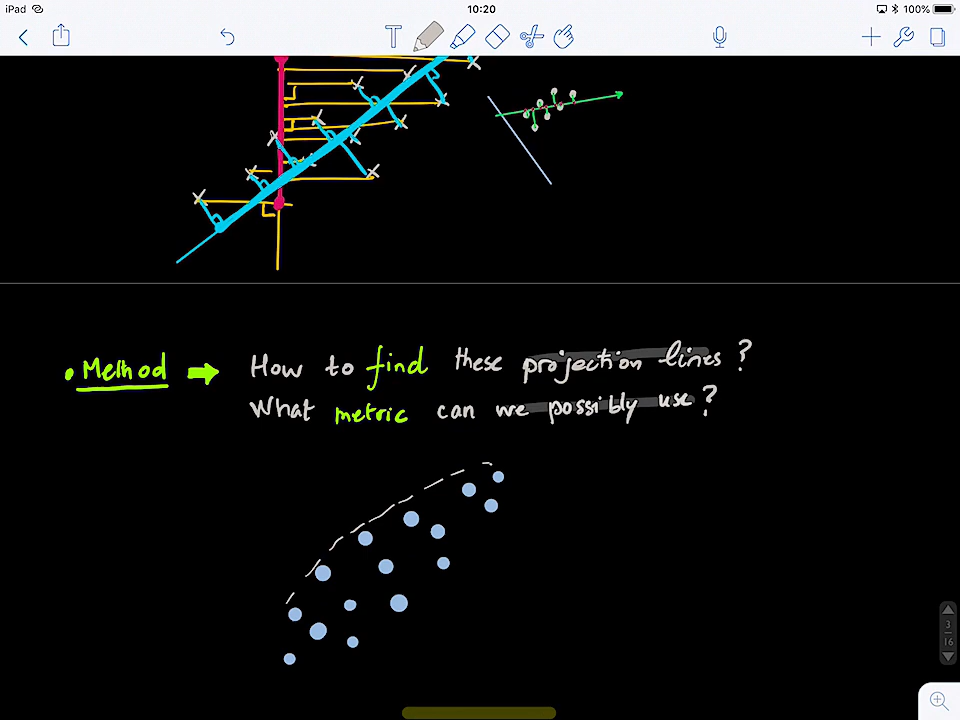 iPad
10:20
100%
T
• Method → How to find these projection lines?
What metric can we possibly use?
3
16